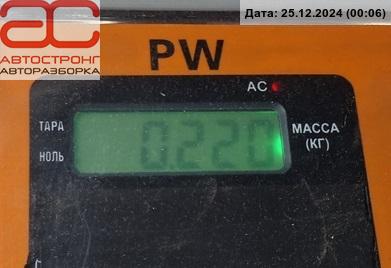 Дата: 25.12.2024 (00:06)
АС
АВТОСТРОНГ
АВТОРАЗБОРКА
PW
AC
ТАРА
НОЛЬ
0.220
МАССА
(КГ)